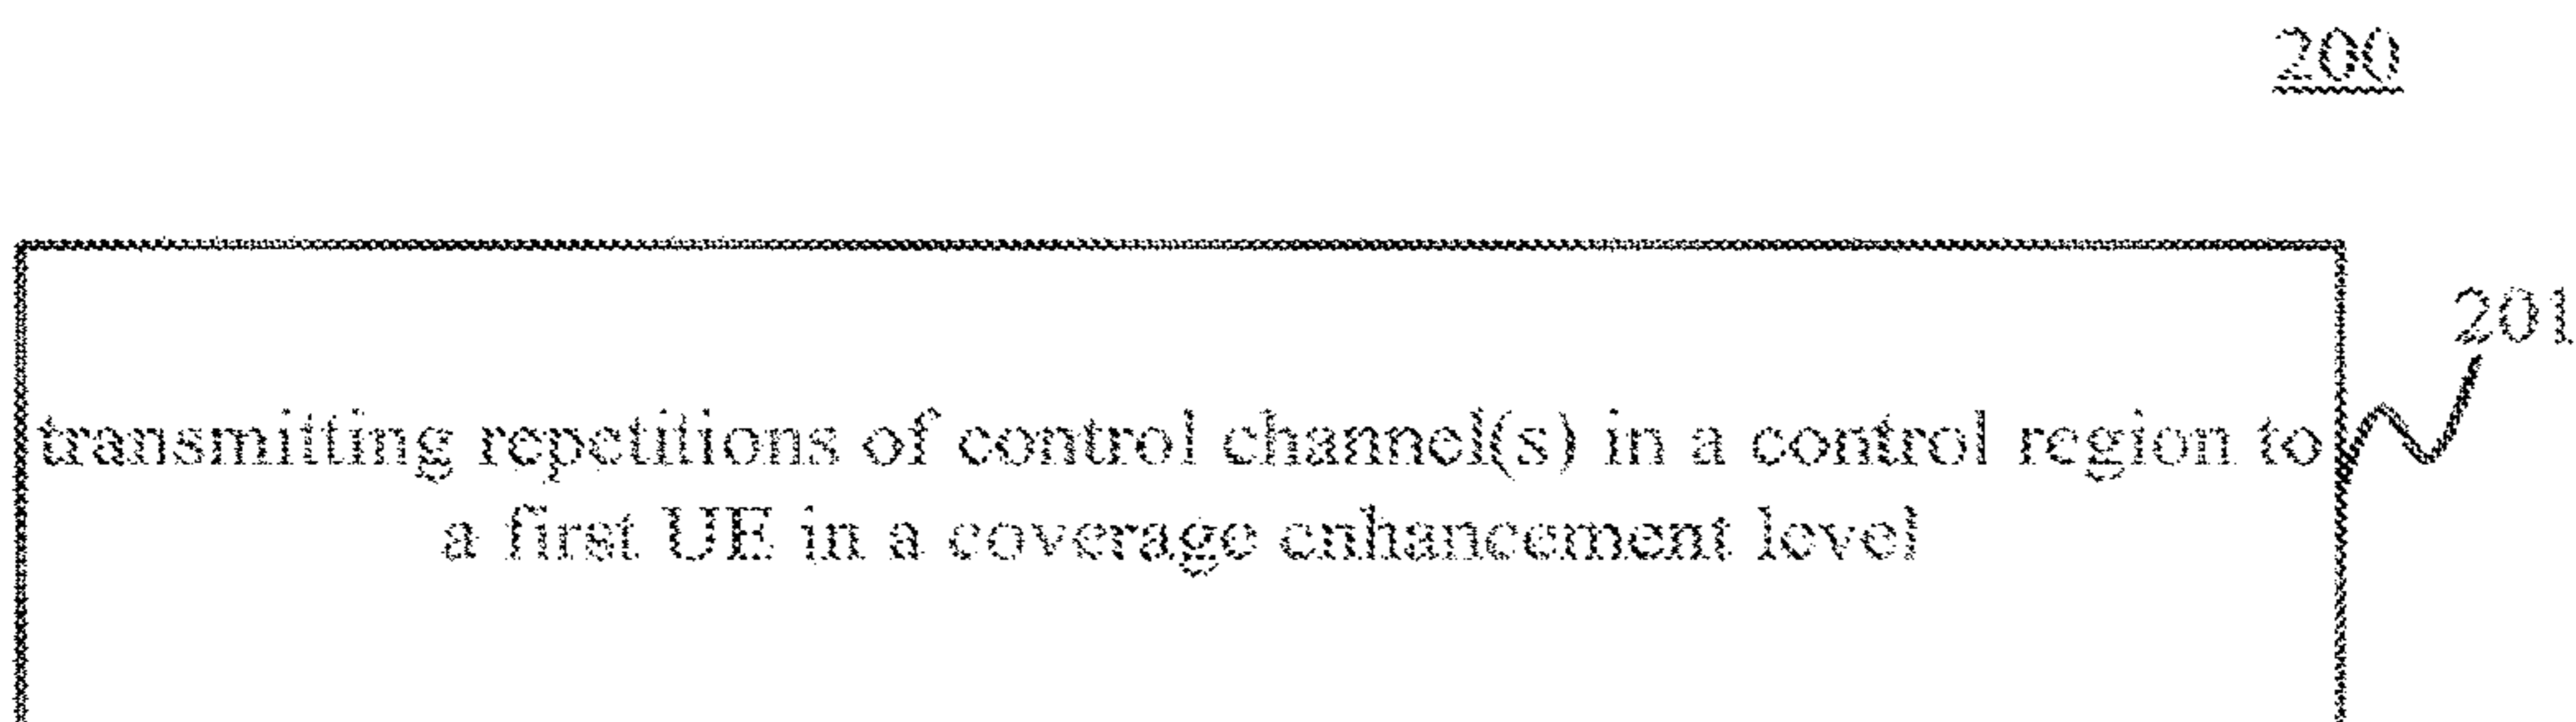 200
201
transmitting repetitions of control channel(s) in a control region to
a first UE in a coverage enhancement level